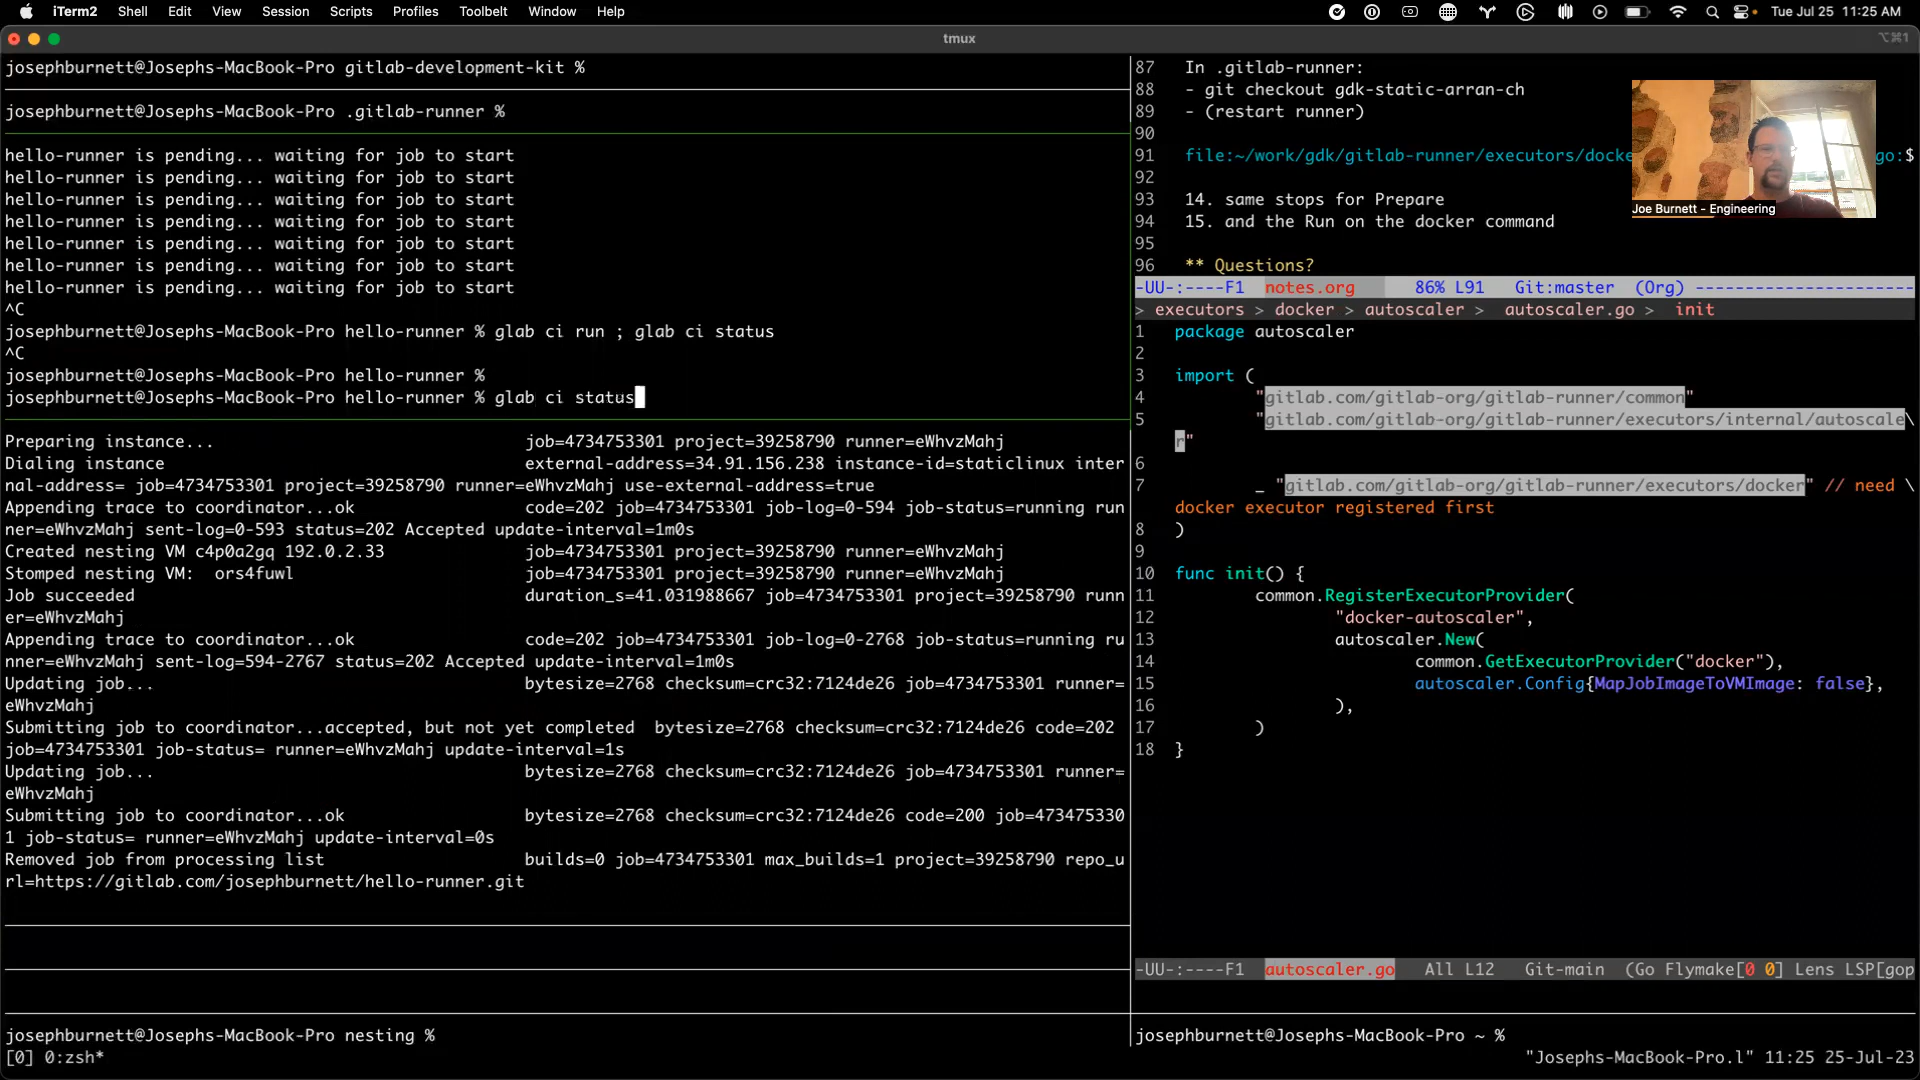 iTerm2 Shell Edit View Session Scripts Profiles Toolbelt Window Help Tue Jul 25 11:25 AM
tmux ⌥⌘1
josephburnett@Josephs-MacBook-Pro gitlab-development-kit %
josephburnett@Josephs-MacBook-Pro .gitlab-runner %
hello-runner is pending... waiting for job to start
hello-runner is pending... waiting for job to start
hello-runner is pending... waiting for job to start
hello-runner is pending... waiting for job to start
hello-runner is pending... waiting for job to start
hello-runner is pending... waiting for job to start
hello-runner is pending... waiting for job to start
^C
josephburnett@Josephs-MacBook-Pro hello-runner % glab ci run ; glab ci status
^C
josephburnett@Josephs-MacBook-Pro hello-runner %
josephburnett@Josephs-MacBook-Pro hello-runner % glab ci status
Preparing instance... job=4734753301 project=39258790 runner=eWhvzMahj
Dialing instance external-address=34.91.156.238 instance-id=staticlinux inter
nal-address= job=4734753301 project=39258790 runner=eWhvzMahj use-external-address=true
Appending trace to coordinator...ok code=202 job=4734753301 job-log=0-594 job-status=running run
ner=eWhvzMahj sent-log=0-593 status=202 Accepted update-interval=1m0s
Created nesting VM c4p0a2gq 192.0.2.33 job=4734753301 project=39258790 runner=eWhvzMahj
Stomped nesting VM: ors4fuwl job=4734753301 project=39258790 runner=eWhvzMahj
Job succeeded duration_s=41.031988667 job=4734753301 project=39258790 runn
er=eWhvzMahj
Appending trace to coordinator...ok code=202 job=4734753301 job-log=0-2768 job-status=running ru
nner=eWhvzMahj sent-log=594-2767 status=202 Accepted update-interval=1m0s
Updating job... bytesize=2768 checksum=crc32:7124de26 job=4734753301 runner=
eWhvzMahj
Submitting job to coordinator...accepted, but not yet completed bytesize=2768 checksum=crc32:7124de26 code=202
job=4734753301 job-status= runner=eWhvzMahj update-interval=1s
Updating job... bytesize=2768 checksum=crc32:7124de26 job=4734753301 runner=
eWhvzMahj
Submitting job to coordinator...ok bytesize=2768 checksum=crc32:7124de26 code=200 job=473475330
1 job-status= runner=eWhvzMahj update-interval=0s
Removed job from processing list builds=0 job=4734753301 max_builds=1 project=39258790 repo_u
rl=https://gitlab.com/josephburnett/hello-runner.git
josephburnett@Josephs-MacBook-Pro nesting %
[0] 0:zsh*
87 In .gitlab-runner:
88 - git checkout gdk-static-arran-ch
89 - (restart runner)
90
91 file:~/work/gdk/gitlab-runner/executors/docke go:$
92
93 14. same stops for Prepare
94 15. and the Run on the docker command
95
96 ** Questions?
Joe Burnett - Engineering
-UU-:----F1 notes.org 86% L91 Git:master (Org) ----------------------
> executors > docker > autoscaler > autoscaler.go > init
1 package autoscaler
2
3 import (
4 "gitlab.com/gitlab-org/gitlab-runner/common"
5 "gitlab.com/gitlab-org/gitlab-runner/executors/internal/autoscale\
r"
6
7 _ "gitlab.com/gitlab-org/gitlab-runner/executors/docker" // need \
docker executor registered first
8 )
9
10 func init() {
11 common.RegisterExecutorProvider(
12 "docker-autoscaler",
13 autoscaler.New(
14 common.GetExecutorProvider("docker"),
15 autoscaler.Config{MapJobImageToVMImage: false},
16 ),
17 )
18 }
-UU-:----F1 autoscaler.go All L12 Git-main (Go Flymake[0 0] Lens LSP[gop
josephburnett@Josephs-MacBook-Pro ~ %
"Josephs-MacBook-Pro.l" 11:25 25-Jul-23